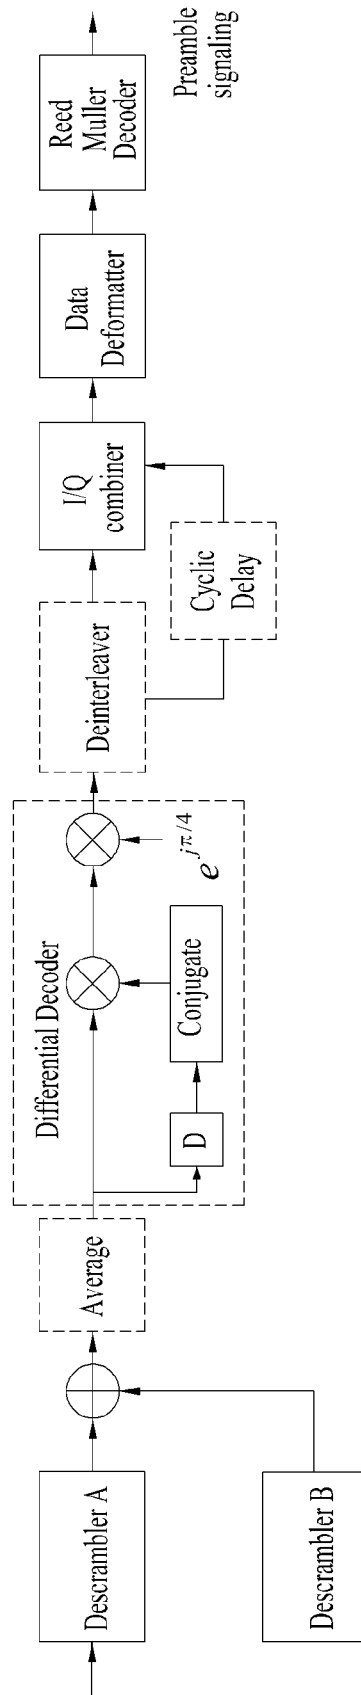 Descrambler A
Descrambler B
Average
Differential Decoder
D
Conjugate
e^{jπ/4}
Deinterleaver
Cyclic
Delay
I/Q
combiner
Data
Deformatter
Reed
Muller
Decoder
Preamble
signaling